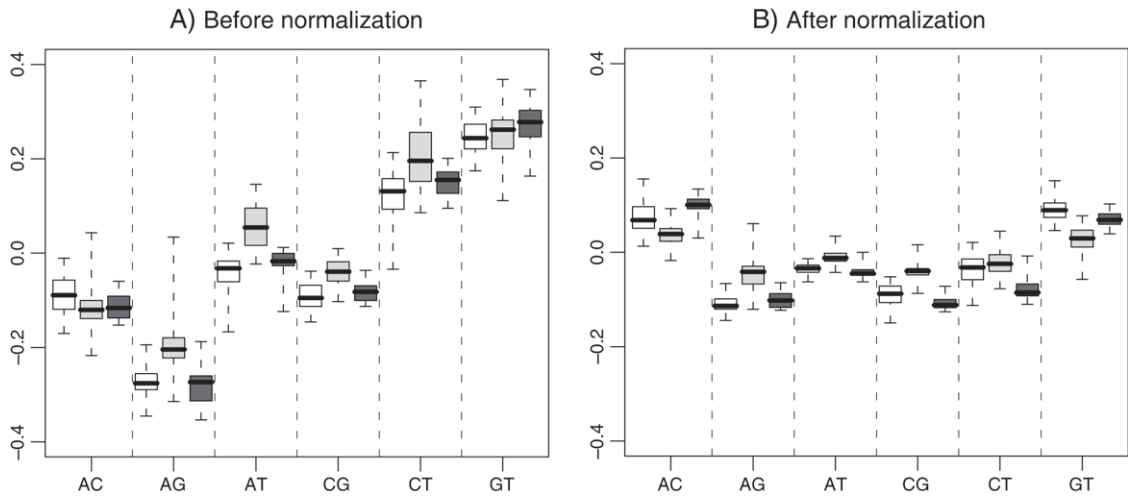 A) Before normalization
0.4
0.2
0.0
−0.2
−0.4
AC AG AT CG CT GT
B) After normalization
0.4
0.2
0.0
−0.2
−0.4
AC AG AT CG CT GT